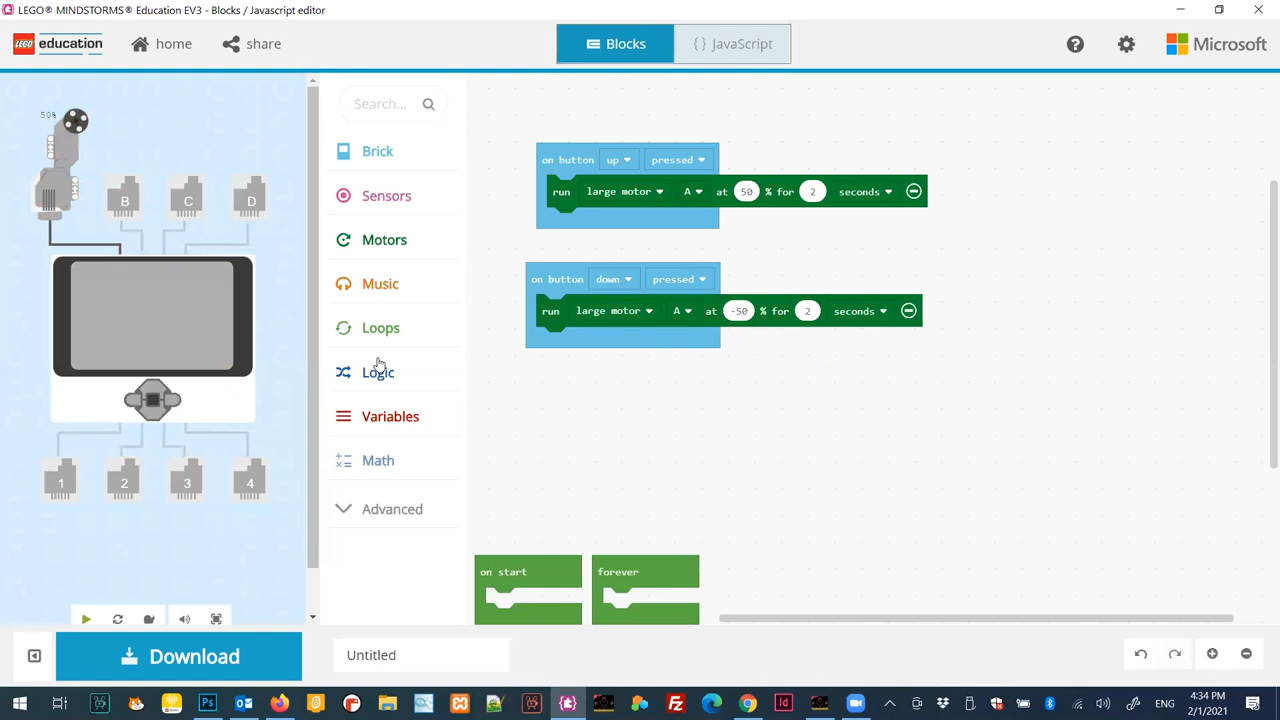 LEGO® MINDSTORMS® Education EV3 - Blocks / Javascript editor
LEGO education home share Blocks { } JavaScript Microsoft
50%
Search...
Brick
Sensors
Motors
Music
Loops
Logic
Variables
Math
Advanced
B C D
1 2 3 4
on button up pressed
run large motor A at 50 % for 2 seconds
on button down pressed
run large motor A at -50 % for 2 seconds
on start forever
Download Untitled
ENG
4:34 PM
2/1/2021